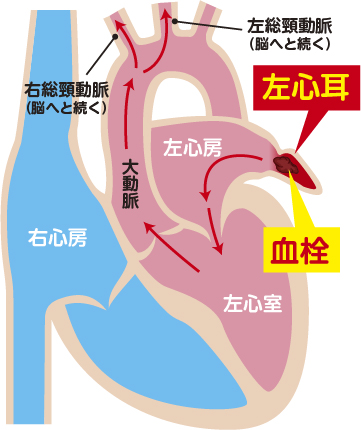 左総頸動脈
(脳へと続く)
右総頸動脈
(脳へと続く)
左心耳
左心房
大動脈
血栓
右心房
左心室